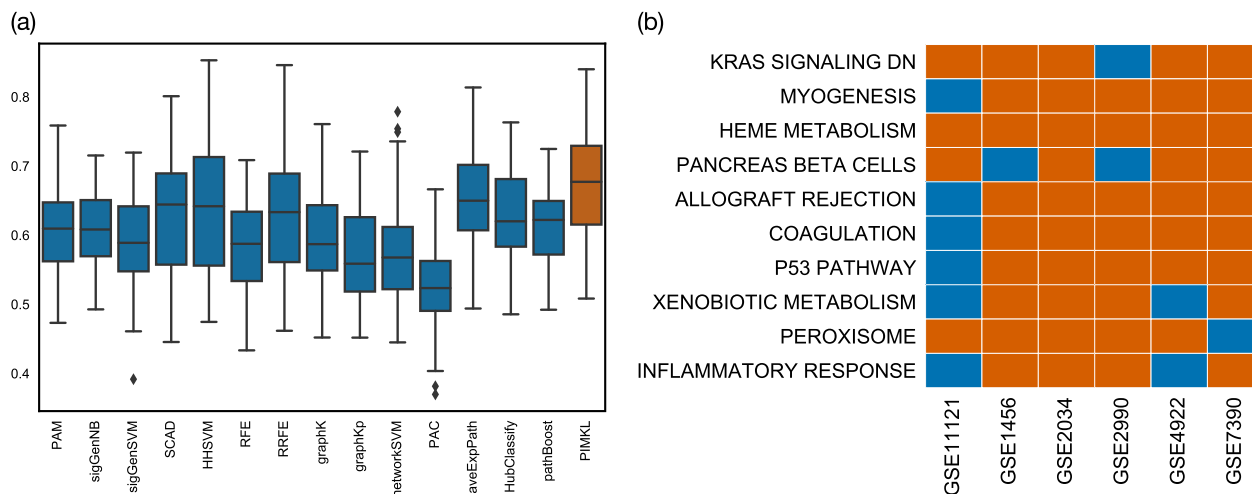 (a)
0.8
0.7
0.6
0.5
0.4
PAM
sigGenNB
sigGenSVM
SCAD
HHSVM
RFE
RRFE
graphK
graphKp
networkSVM
PAC
aveExpPath
HubClassify
pathBoost
PIMKL
(b)
KRAS SIGNALING DN
MYOGENESIS
HEME METABOLISM
PANCREAS BETA CELLS
ALLOGRAFT REJECTION
COAGULATION
P53 PATHWAY
XENOBIOTIC METABOLISM
PEROXISOME
INFLAMMATORY RESPONSE
GSE11121
GSE1456
GSE2034
GSE2990
GSE4922
GSE7390